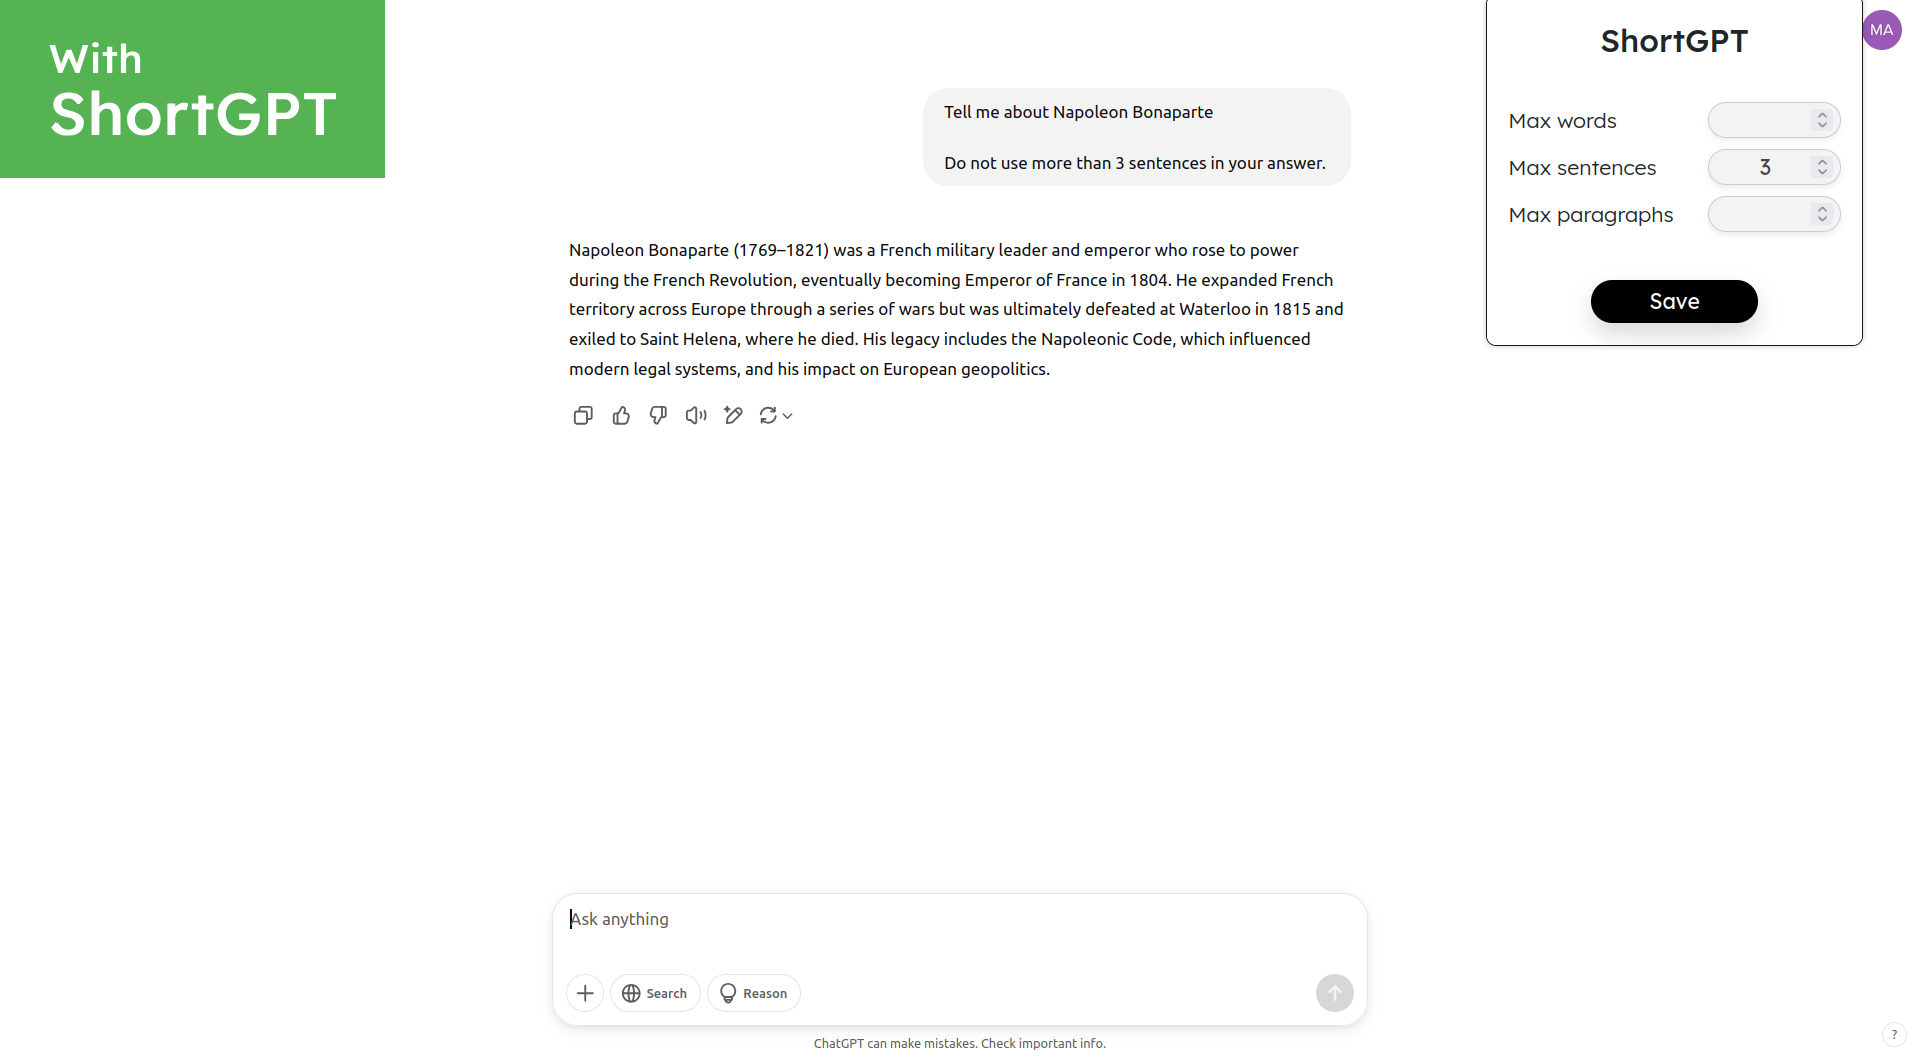 With
ShortGPT
ShortGPT
MA
Max words
Max sentences 3
Max paragraphs
Save
Tell me about Napoleon Bonaparte
Do not use more than 3 sentences in your answer.
Napoleon Bonaparte (1769–1821) was a French military leader and emperor who rose to power
during the French Revolution, eventually becoming Emperor of France in 1804. He expanded French
territory across Europe through a series of wars but was ultimately defeated at Waterloo in 1815 and
exiled to Saint Helena, where he died. His legacy includes the Napoleonic Code, which influenced
modern legal systems, and his impact on European geopolitics.
Ask anything
Search Reason
ChatGPT can make mistakes. Check important info.
?